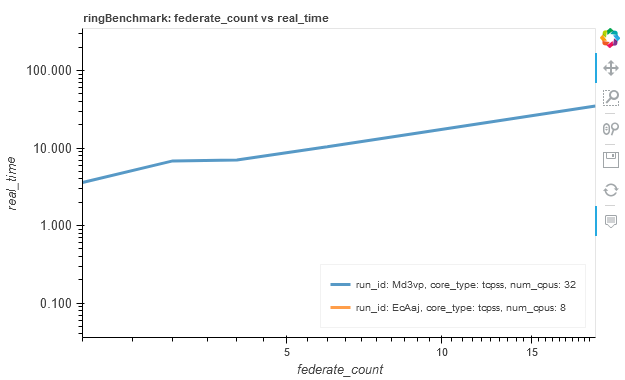 ringBenchmark: federate_count vs real_time
100.000
10.000
1.000
0.100
real_time
run_id: Md3vp, core_type: tcpss, num_cpus: 32
run_id: EcAaj, core_type: tcpss, num_cpus: 8
5
10
15
federate_count